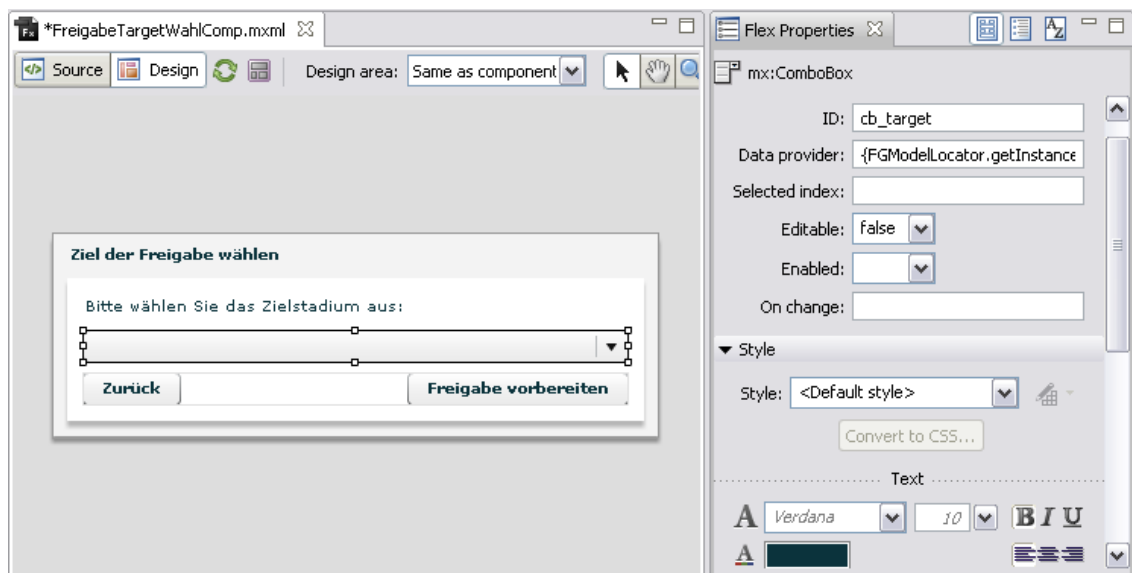 *FreigabeTargetWahlComp.mxml
Source Design Design area: Same as component
Ziel der Freigabe wählen
Bitte wählen Sie das Zielstadium aus:
Zurück Freigabe vorbereiten
Flex Properties
mx:ComboBox
ID: cb_target
Data provider: {FGModelLocator.getInstance
Selected index:
Editable: false
Enabled:
On change:
Style
Style: <Default style>
Convert to CSS...
Text
A Verdana 10 B I U
A